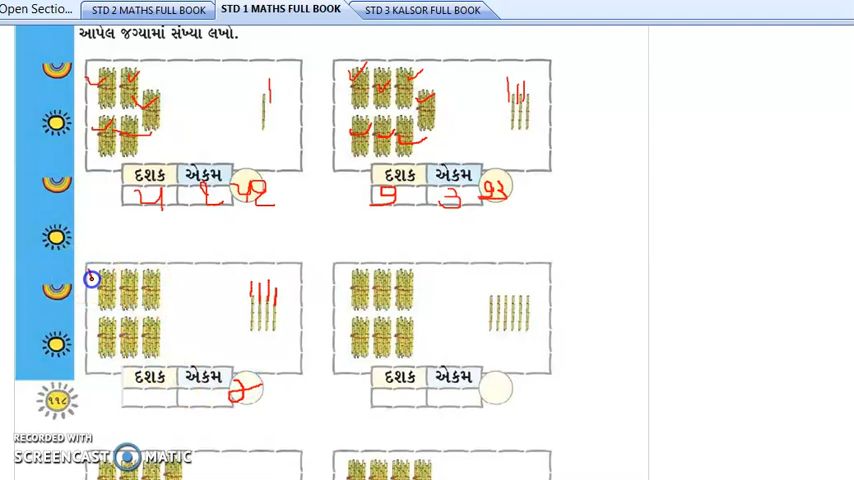 Open Sectio... STD 2 MATHS FULL BOOK STD 1 MATHS FULL BOOK STD 3 KALSOR FULL BOOK
આપેલ જગ્યામાં સંખ્યા લખો.
દશક એકમ દશક એકમ
૫ ૧ ૫૧ ૭ ૩ ૭૩
દશક એકમ દશક એકમ
૧૧૮
RECORDED WITH
SCREENCAST MATIC